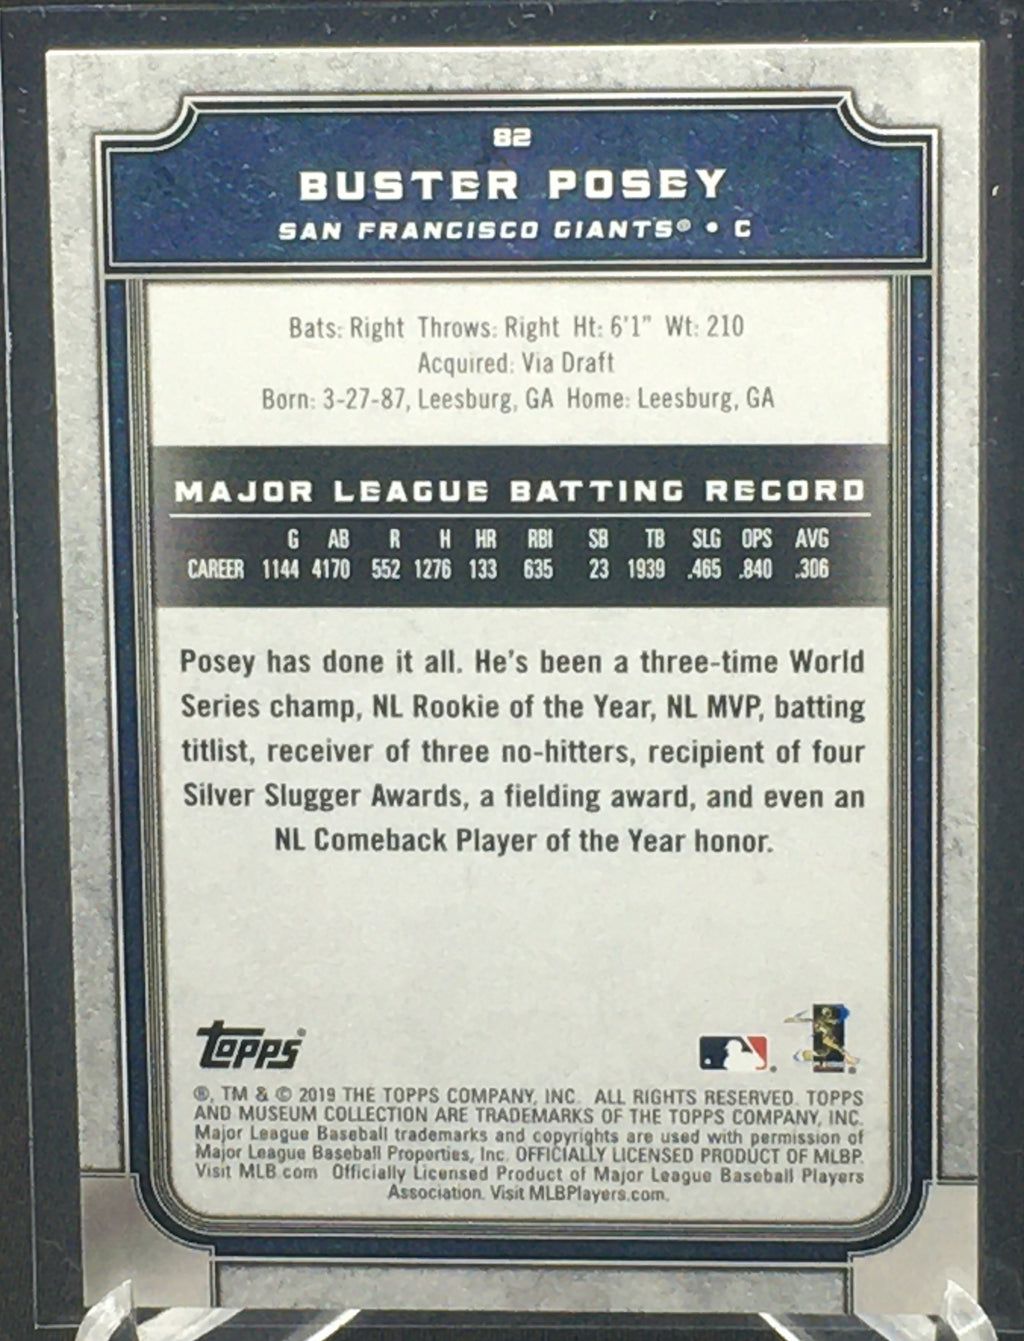 82
BUSTER POSEY
SAN FRANCISCO GIANTS® • C
Bats: Right Throws: Right Ht: 6'1" Wt: 210
Acquired: Via Draft
Born: 3-27-87, Leesburg, GA Home: Leesburg, GA
MAJOR LEAGUE BATTING RECORD
G AB R H HR RBI SB TB SLG OPS AVG
CAREER 1144 4170 552 1276 133 635 23 1939 .465 .840 .306
Posey has done it all. He's been a three-time World
Series champ, NL Rookie of the Year, NL MVP, batting
titlist, receiver of three no-hitters, recipient of four
Silver Slugger Awards, a fielding award, and even an
NL Comeback Player of the Year honor.
Topps®
®, TM & © 2019 THE TOPPS COMPANY, INC. ALL RIGHTS RESERVED. TOPPS
AND MUSEUM COLLECTION ARE TRADEMARKS OF THE TOPPS COMPANY, INC.
Major League Baseball trademarks and copyrights are used with permission of
Major League Baseball Properties, Inc. OFFICIALLY LICENSED PRODUCT OF MLBP.
Visit MLB.com Officially Licensed Product of Major League Baseball Players
Association. Visit MLBPlayers.com.